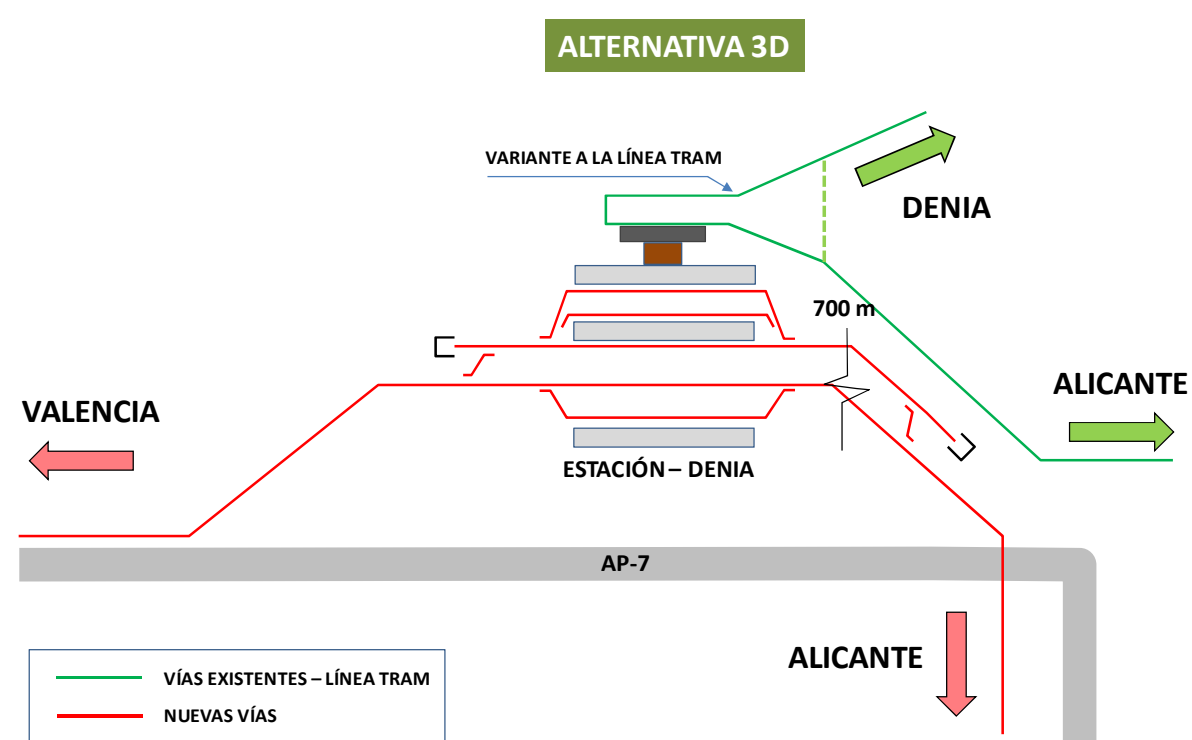 ALTERNATIVA 3D
VARIANTE A LA LÍNEA TRAM
DENIA
700 m
ALICANTE
VALENCIA
ESTACIÓN – DENIA
AP-7
ALICANTE
VÍAS EXISTENTES – LÍNEA TRAM
NUEVAS VÍAS